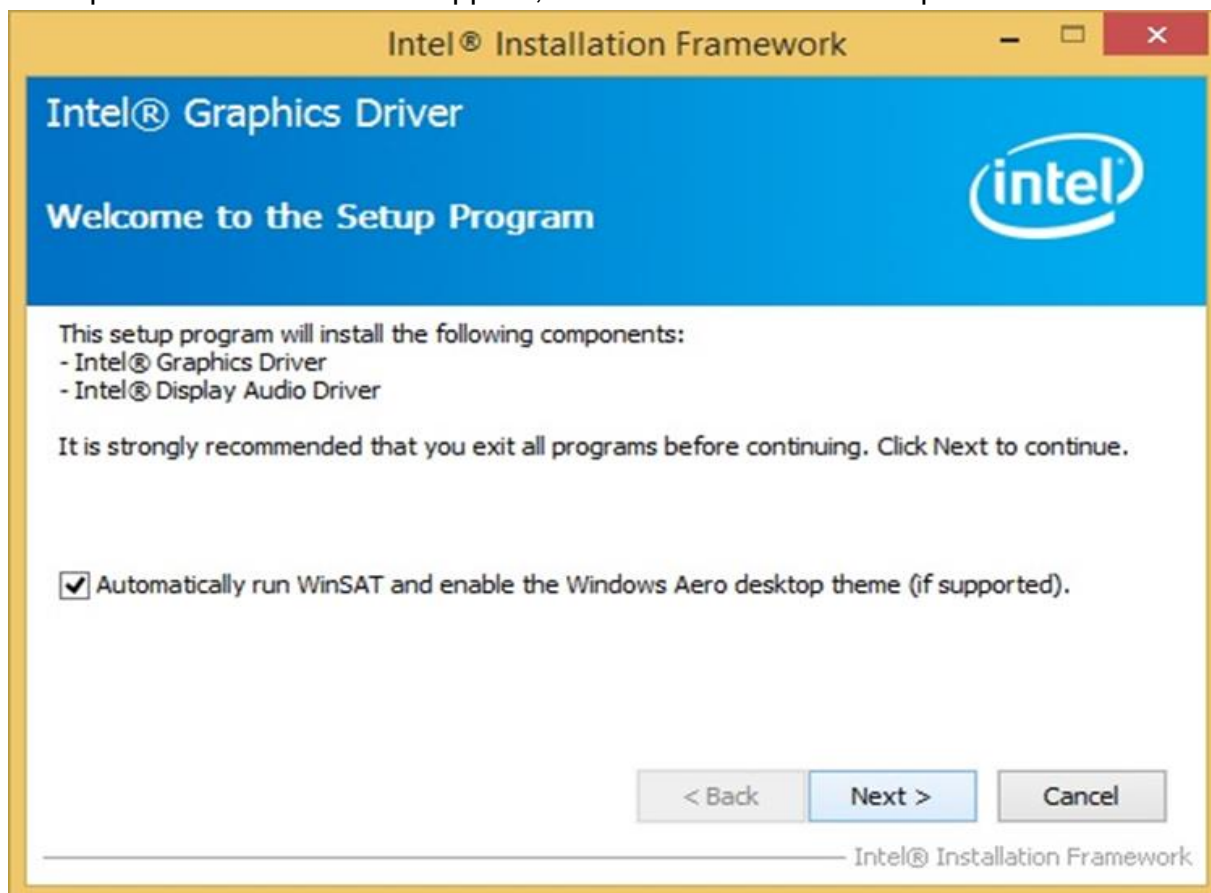 Intel® Installation Framework
Intel® Graphics Driver
intel®
Welcome to the Setup Program
This setup program will install the following components:
- Intel® Graphics Driver
- Intel® Display Audio Driver
It is strongly recommended that you exit all programs before continuing. Click Next to continue.
Automatically run WinSAT and enable the Windows Aero desktop theme (if supported).
< Back
Next >
Cancel
Intel® Installation Framework